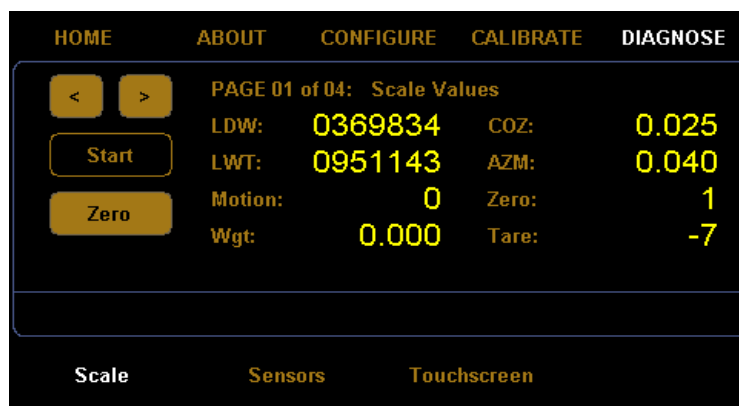 HOME ABOUT CONFIGURE CALIBRATE DIAGNOSE
< > PAGE 01 of 04: Scale Values
LDW: 0369834 COZ: 0.025
Start LWT: 0951143 AZM: 0.040
Zero Motion: 0 Zero: 1
Wgt: 0.000 Tare: -7
Scale Sensors Touchscreen